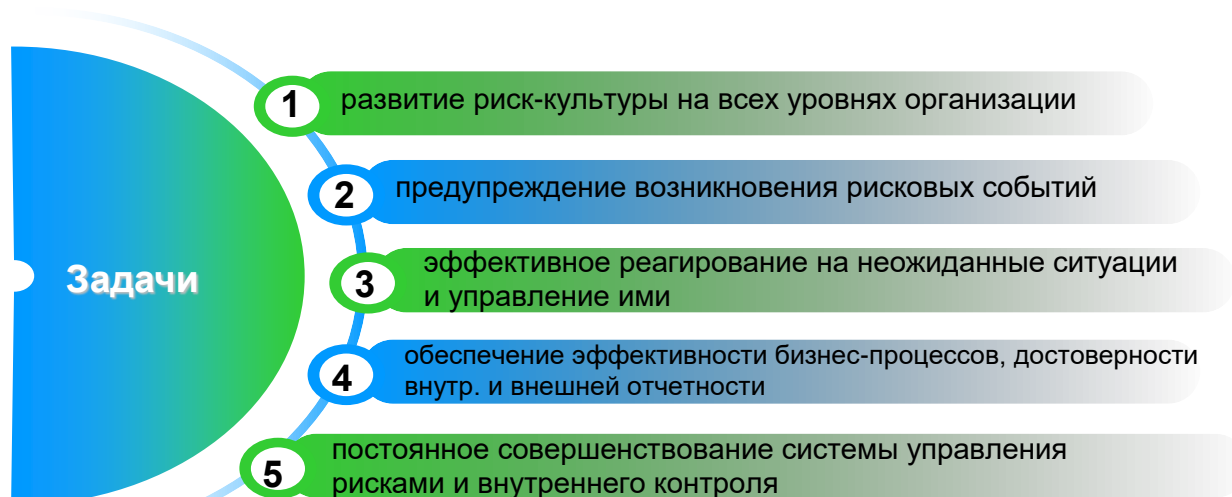 Задачи
1 развитие риск-культуры на всех уровнях организации
2 предупреждение возникновения рисковых событий
3 эффективное реагирование на неожиданные ситуации
и управление ими
4 обеспечение эффективности бизнес-процессов, достоверности
внутр. и внешней отчетности
5 постоянное совершенствование системы управления
рисками и внутреннего контроля